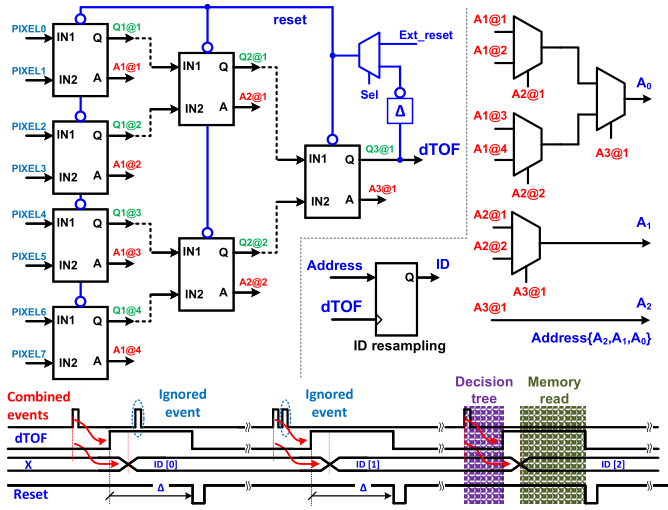 reset
PIXEL0
IN1
Q
Q1@1
PIXEL1
IN2
A
A1@1
IN1
Q
Q2@1
IN2
A
A2@1
PIXEL2
IN1
Q
Q1@2
PIXEL3
IN2
A
A1@2
PIXEL4
IN1
Q
Q1@3
PIXEL5
IN2
A
A1@3
IN1
Q
Q2@2
IN2
A
A2@2
PIXEL6
IN1
Q
Q1@4
PIXEL7
IN2
A
A1@4
Ext_reset
Sel
Δ
IN1
Q
Q3@1
dTOF
IN2
A
A3@1
A1@1
A1@2
A2@1
A0
A1@3
A1@4
A2@2
A3@1
A2@1
A2@2
A1
A3@1
A3@1
A2
Address{A2,A1,A0}
Address
Q
ID
dTOF
ID resampling
Combined
events
Ignored
event
Ignored
event
Decision
tree
Memory
read
dTOF
X
ID [0]
ID [1]
ID [2]
Reset
Δ
Δ